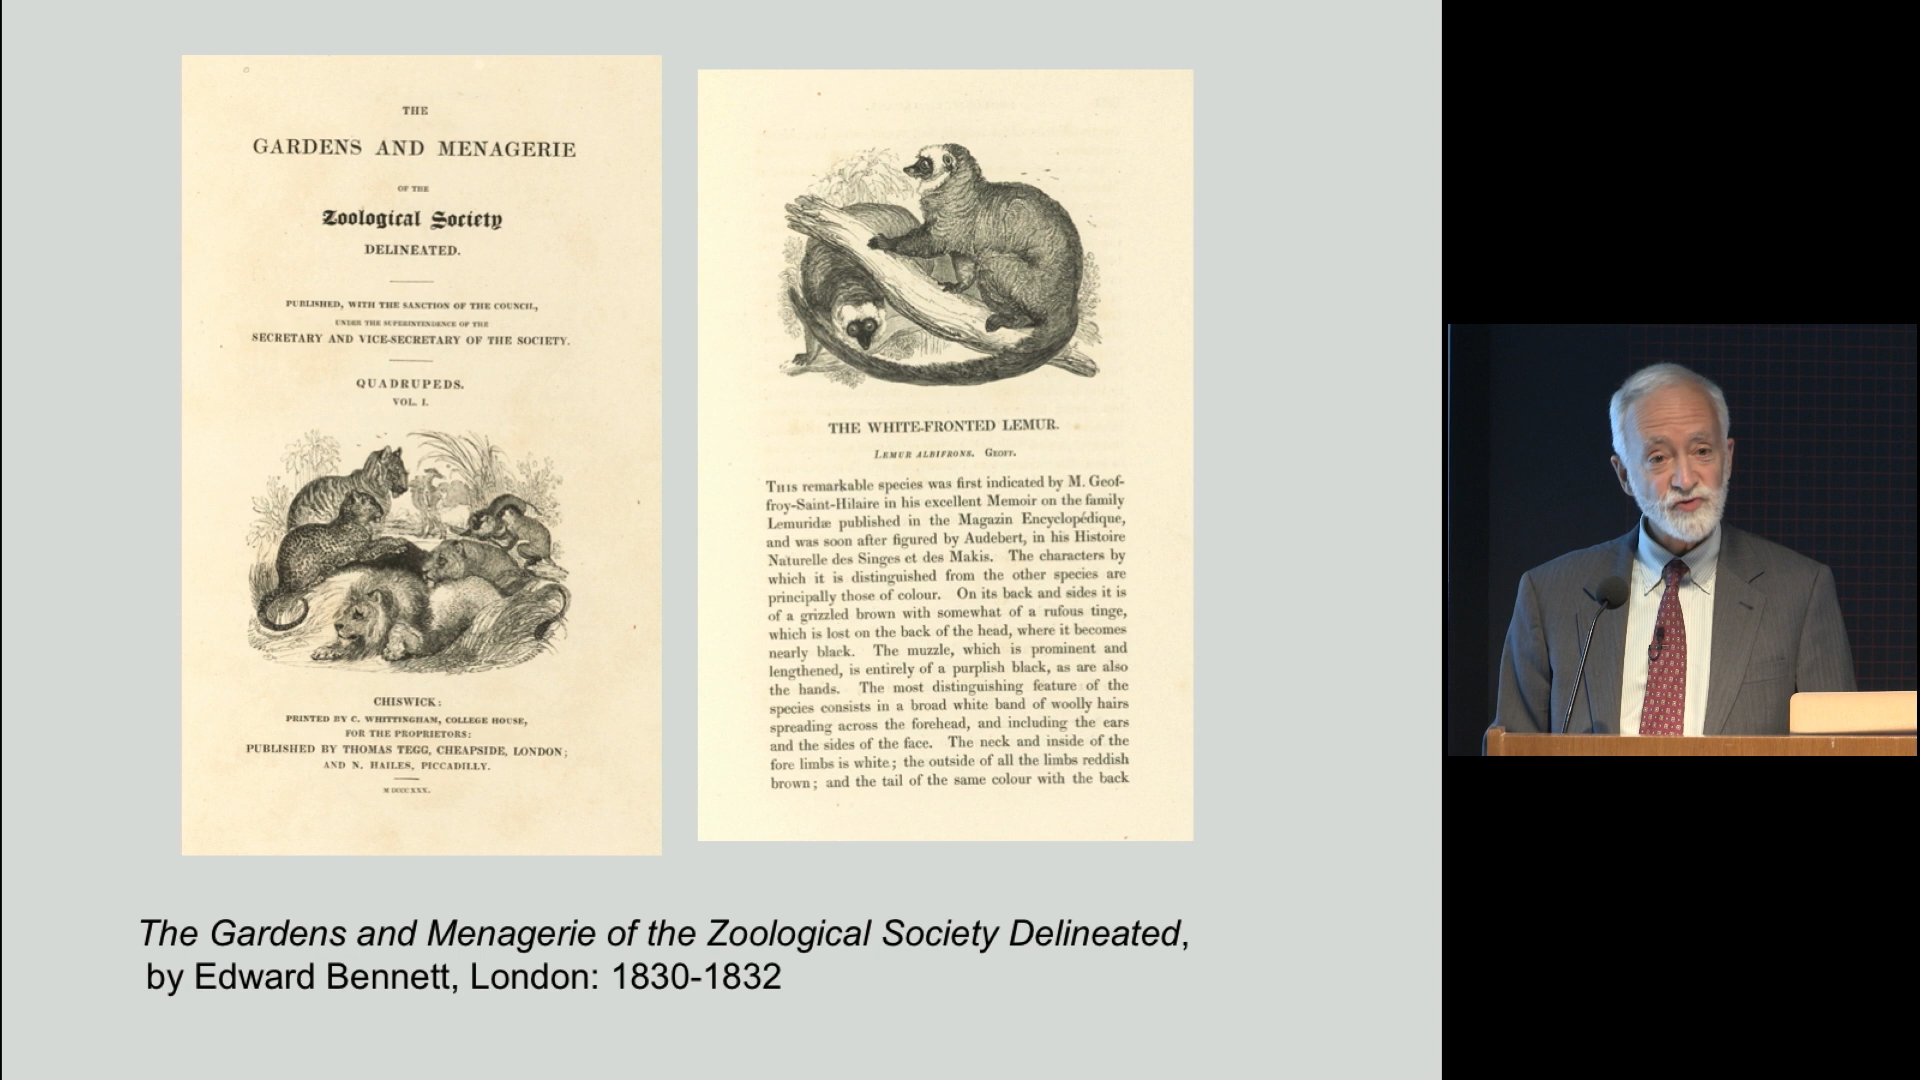 THE
GARDENS AND MENAGERIE
OF THE
Zoological Society
DELINEATED.
PUBLISHED, WITH THE SANCTION OF THE COUNCIL,
UNDER THE SUPERINTENDENCE OF THE
SECRETARY AND VICE-SECRETARY OF THE SOCIETY.
QUADRUPEDS.
VOL. I.
CHISWICK:
PRINTED BY C. WHITTINGHAM, COLLEGE HOUSE,
FOR THE PROPRIETORS:
PUBLISHED BY THOMAS TEGG, CHEAPSIDE, LONDON;
AND N. HAILES, PICCADILLY.
M DCCC XXX.
THE WHITE-FRONTED LEMUR.
LEMUR ALBIFRONS. GEOFF.
THIS remarkable species was first indicated by M. Geof-
froy-Saint-Hilaire in his excellent Memoir on the family
Lemuridæ published in the Magazin Encyclopédique,
and was soon after figured by Audebert, in his Histoire
Naturelle des Singes et des Makis. The characters by
which it is distinguished from the other species are
principally those of colour. On its back and sides it is
of a grizzled brown with somewhat of a rufous tinge,
which is lost on the back of the head, where it becomes
nearly black. The muzzle, which is prominent and
lengthened, is entirely of a purplish black, as are also
the hands. The most distinguishing feature of the
species consists in a broad white band of woolly hairs
spreading across the forehead, and including the ears
and the sides of the face. The neck and inside of the
fore limbs is white; the outside of all the limbs reddish
brown; and the tail of the same colour with the back
The Gardens and Menagerie of the Zoological Society Delineated,
by Edward Bennett, London: 1830-1832